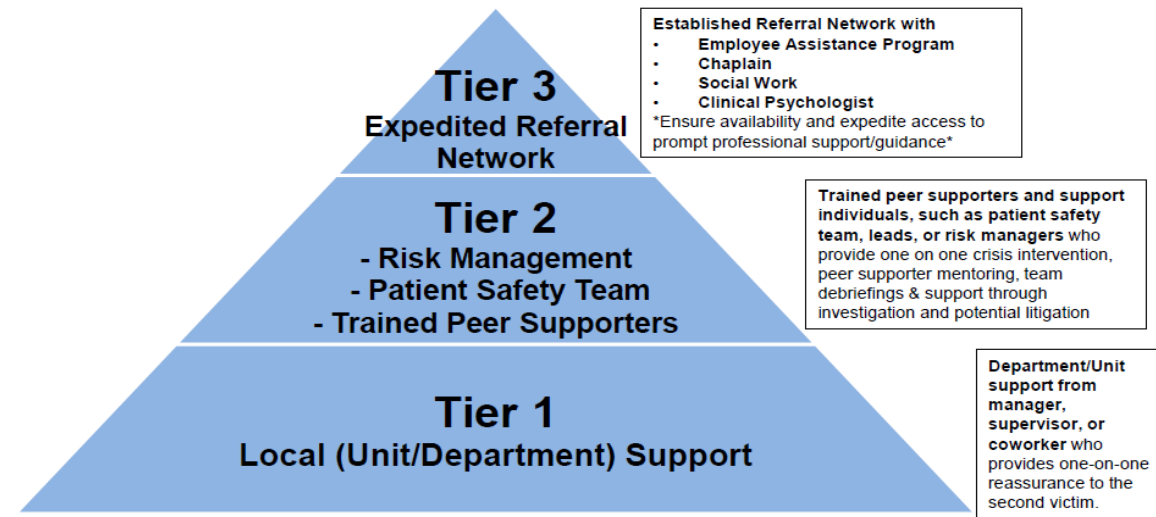 Tier 3
Expedited Referral
Network
Established Referral Network with
• Employee Assistance Program
• Chaplain
• Social Work
• Clinical Psychologist
*Ensure availability and expedite access to
prompt professional support/guidance*
Tier 2
- Risk Management
- Patient Safety Team
- Trained Peer Supporters
Trained peer supporters and support
individuals, such as patient safety
team, leads, or risk managers who
provide one on one crisis intervention,
peer supporter mentoring, team
debriefings & support through
investigation and potential litigation
Tier 1
Local (Unit/Department) Support
Department/Unit
support from
manager,
supervisor, or
coworker who
provides one-on-one
reassurance to the
second victim.